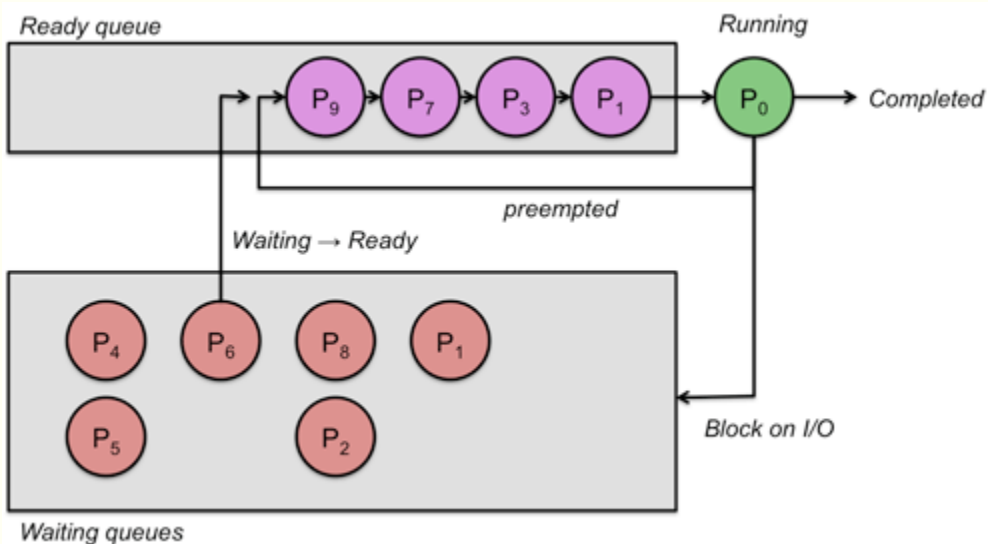 Ready queue
Running
P9
P7
P3
P1
P0
Completed
preempted
Waiting → Ready
P4
P6
P8
P1
P5
P2
Block on I/O
Waiting queues